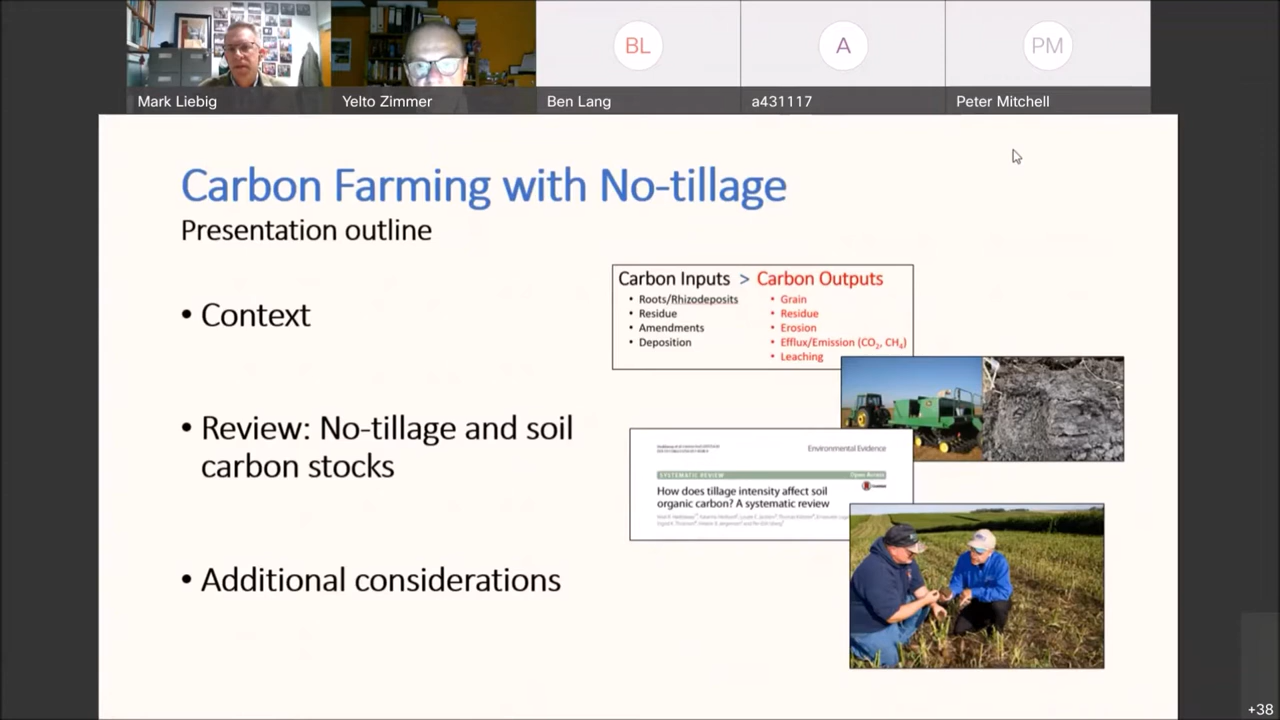 BL
A
PM
Mark Liebig
Yelto Zimmer
Ben Lang
a431117
Peter Mitchell
Carbon Farming with No-tillage
Presentation outline
• Context
• Review: No-tillage and soil
carbon stocks
• Additional considerations
Carbon Inputs > Carbon Outputs
• Roots/Rhizodeposits
• Residue
• Amendments
• Deposition
• Grain
• Residue
• Erosion
• Efflux/Emission (CO₂, CH₄)
• Leaching
Environmental Evidence
SYSTEMATIC REVIEW
Open Access
How does tillage intensity affect soil
organic carbon? A systematic review
+38